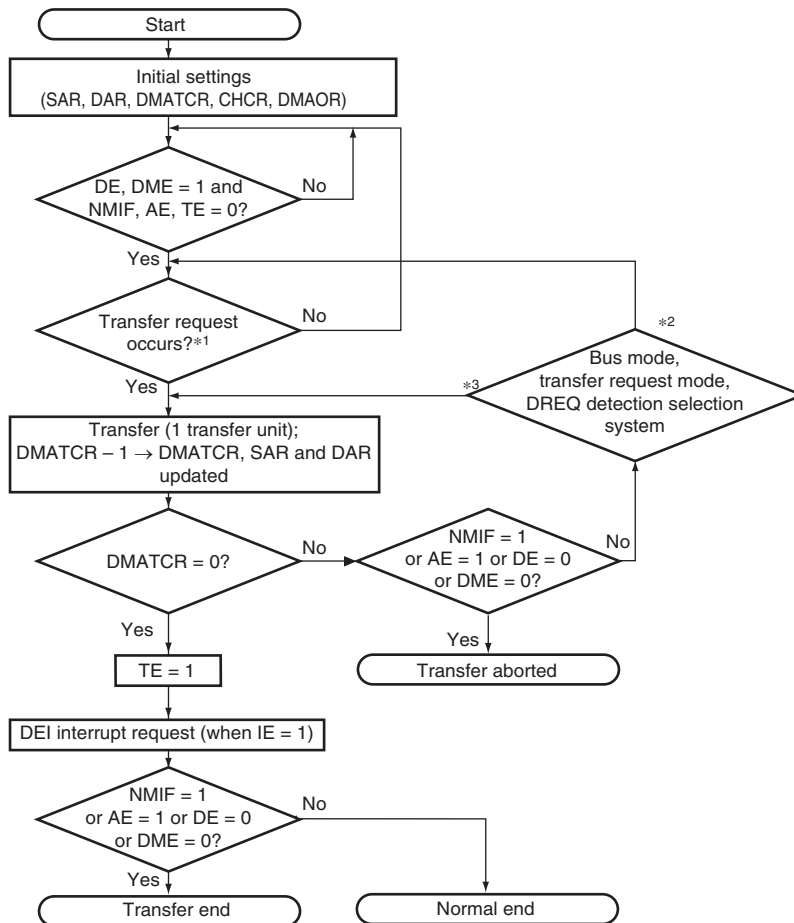 Start
Initial settings
(SAR, DAR, DMATCR, CHCR, DMAOR)
DE, DME = 1 and
NMIF, AE, TE = 0?
No
Yes
Transfer request
occurs?*1
No
Yes
*2
Bus mode,
transfer request mode,
DREQ detection selection
system
*3
Transfer (1 transfer unit);
DMATCR – 1 → DMATCR, SAR and DAR
updated
DMATCR = 0?
No
NMIF = 1
or AE = 1 or DE = 0
or DME = 0?
No
Yes
Yes
TE = 1
Transfer aborted
DEI interrupt request (when IE = 1)
NMIF = 1
or AE = 1 or DE = 0
or DME = 0?
No
Yes
Transfer end
Normal end